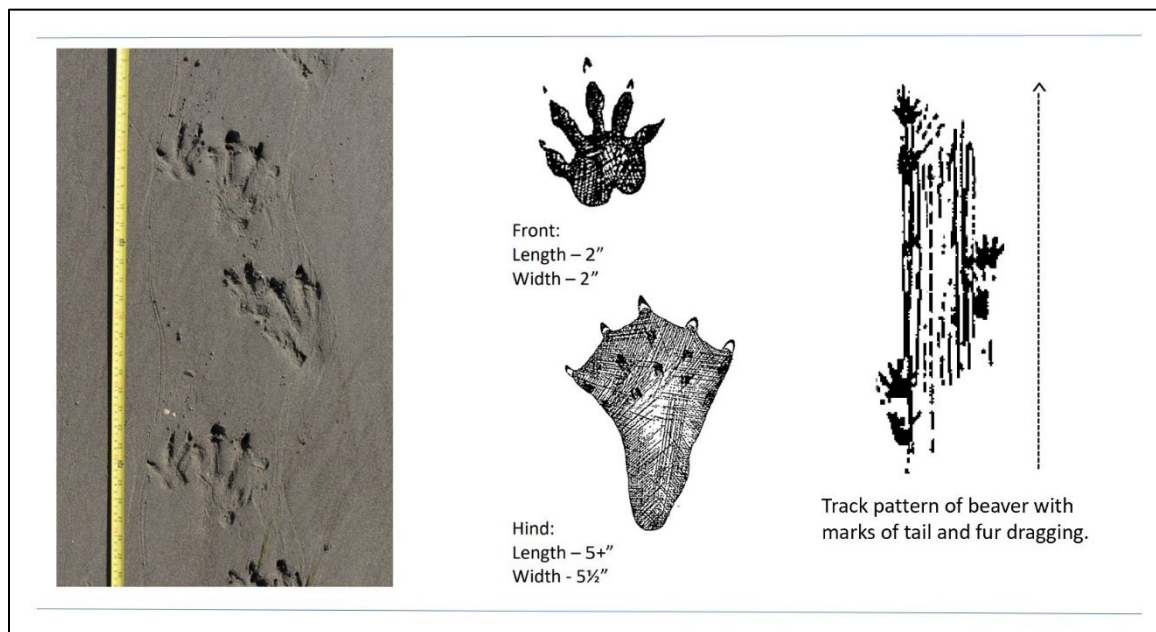 Front:
Length – 2”
Width – 2”
Hind:
Length – 5+”
Width - 5½”
Track pattern of beaver with
marks of tail and fur dragging.